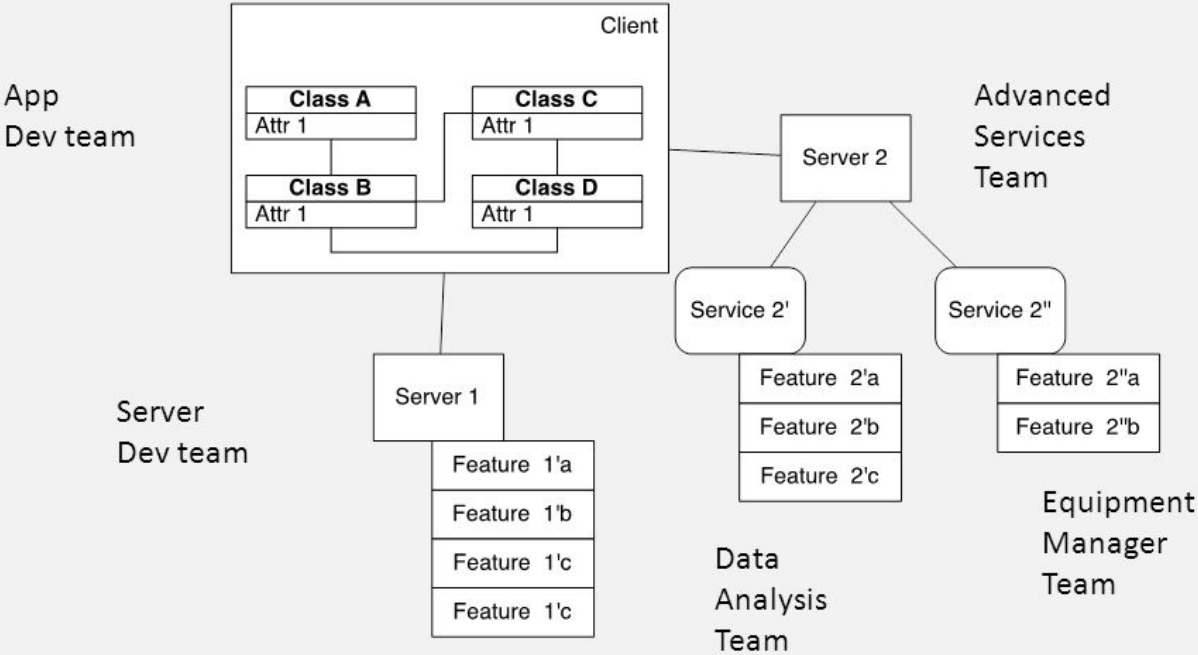 Client
App
Dev team
Class A
Attr 1
Class C
Attr 1
Class B
Attr 1
Class D
Attr 1
Server 2
Advanced
Services
Team
Service 2'
Service 2"
Feature 2'a
Feature 2'b
Feature 2'c
Feature 2"a
Feature 2"b
Server 1
Server
Dev team
Feature 1'a
Feature 1'b
Feature 1'c
Feature 1'c
Data
Analysis
Team
Equipment
Manager
Team